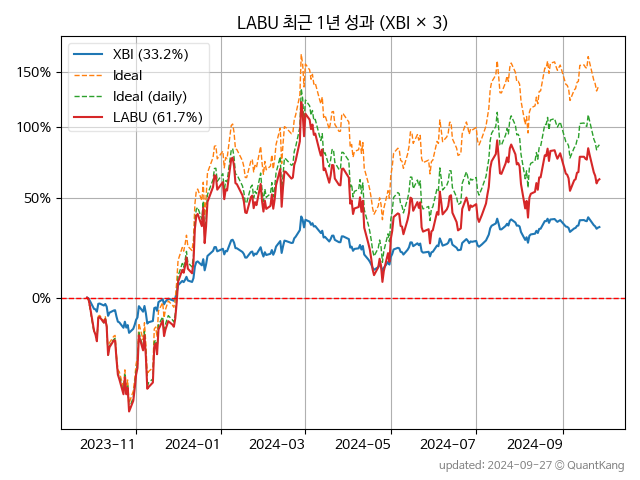 LABU 최근 1년 성과 (XBI × 3)
XBI (33.2%)
Ideal
Ideal (daily)
LABU (61.7%)
150%
100%
50%
0%
2023-11
2024-01
2024-03
2024-05
2024-07
2024-09
updated: 2024-09-27 © QuantKang